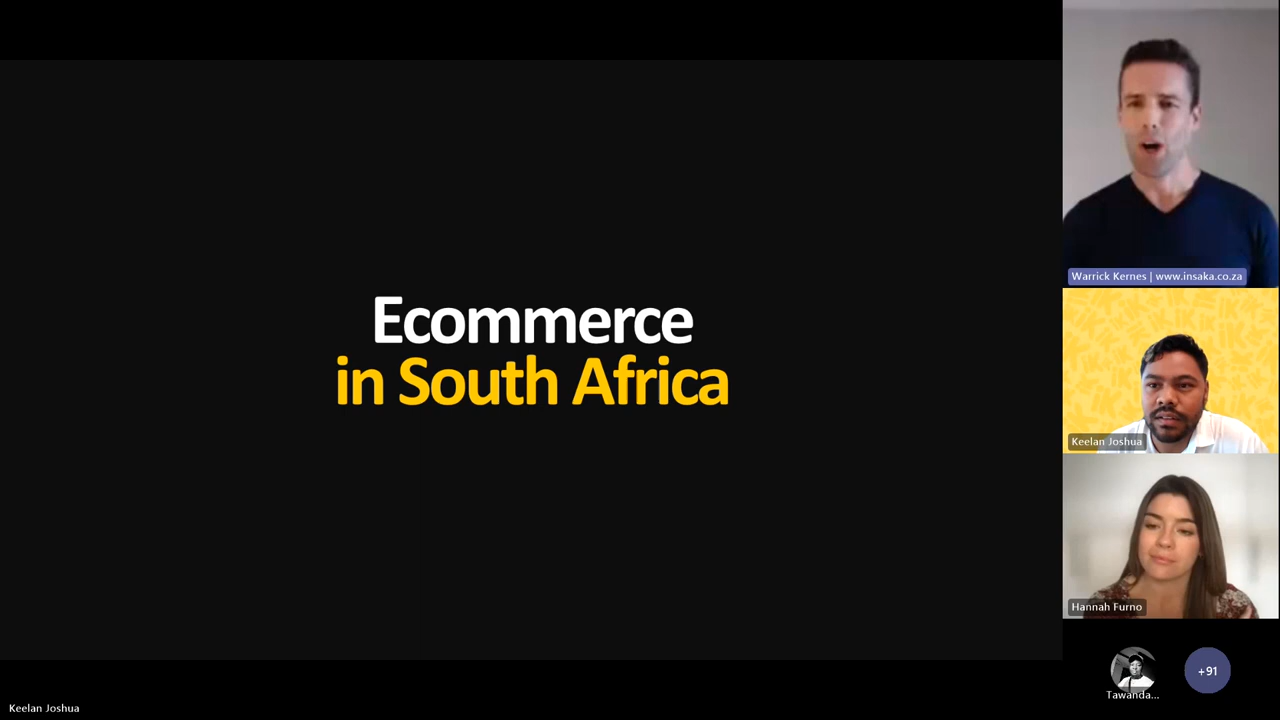 Ecommerce
in South Africa
Warrick Kernes | www.insaka.co.za
Keelan Joshua
Hannah Furno
Tawanda...
+91
Keelan Joshua